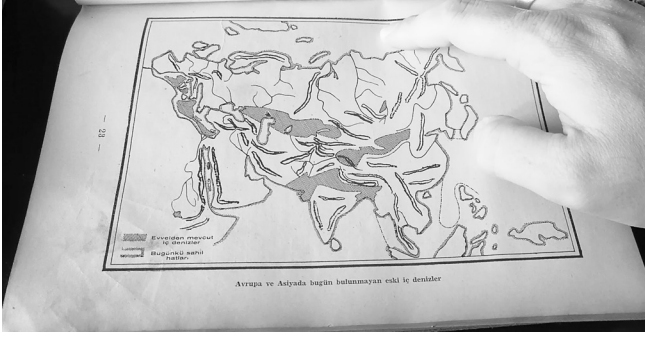 — 28 —
Evvelden mevcut
iç denizler
Bugünkü sahil
hatları
Avrupa ve Asiyada bugün bulunmayan eski iç denizler